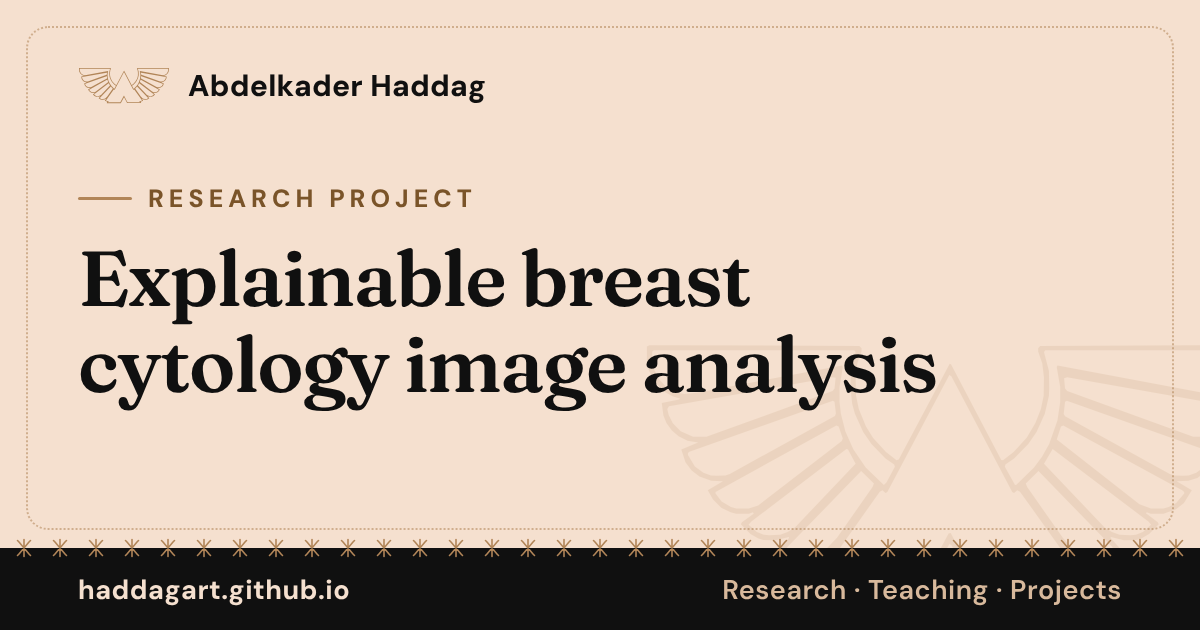 Abdelkader Haddag
RESEARCH PROJECT
Explainable breast
cytology image analysis
haddagart.github.io
Research · Teaching · Projects